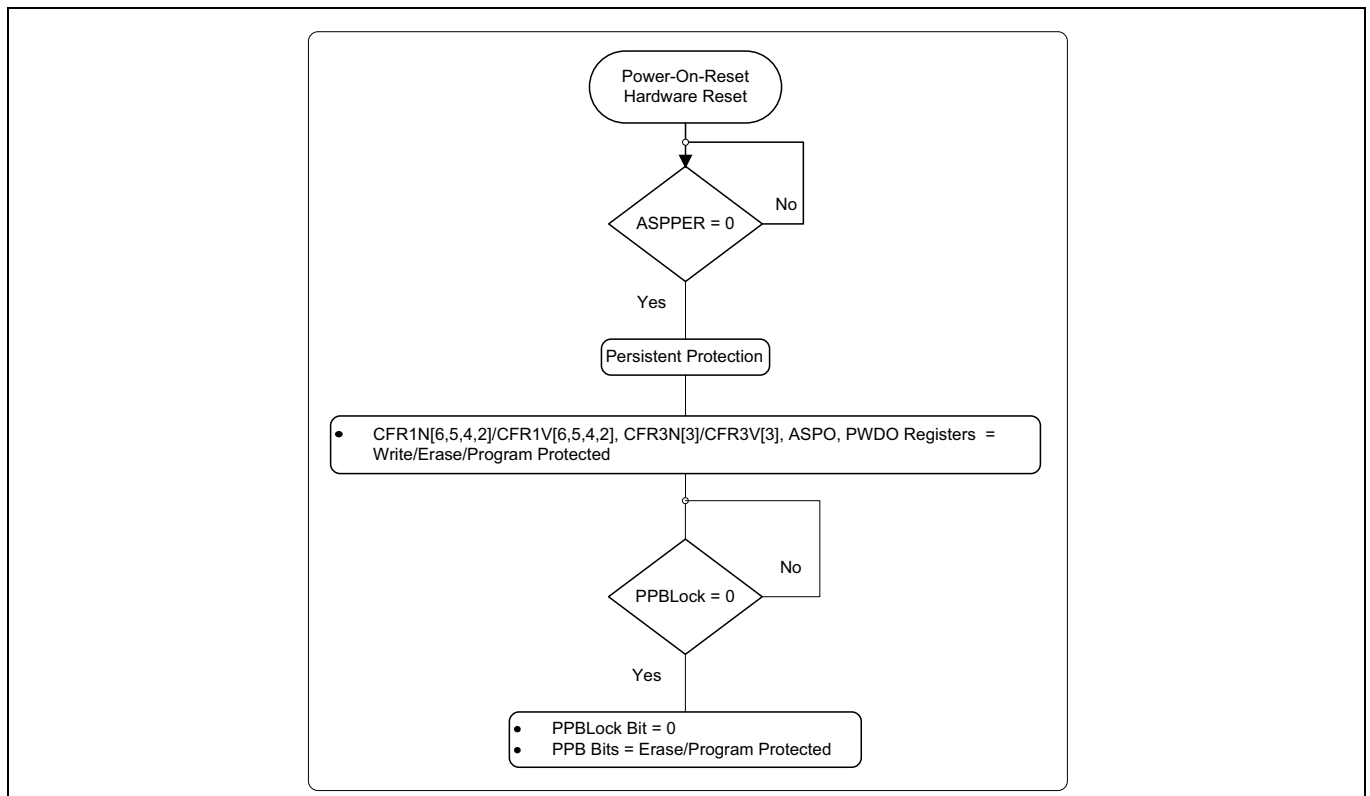 Power-On-Reset
Hardware Reset
No
ASPPER = 0
Yes
Persistent Protection
• CFR1N[6,5,4,2]/CFR1V[6,5,4,2], CFR3N[3]/CFR3V[3], ASPO, PWDO Registers =
Write/Erase/Program Protected
No
PPBLock = 0
Yes
• PPBLock Bit = 0
• PPB Bits = Erase/Program Protected